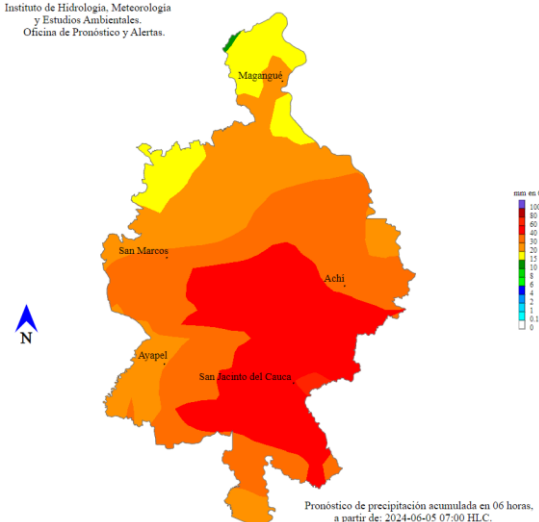 Instituto de Hidrología, Meteorología
y Estudios Ambientales.
Oficina de Pronóstico y Alertas.
Magangué
San Marcos
Achí
Ayapel
San Jacinto del Cauca
N
mm en
100
80
60
40
30
20
15
10
8
6
4
2
1
0.1
0
Pronóstico de precipitación acumulada en 06 horas,
a partir de: 2024-06-05 07:00 HLC.